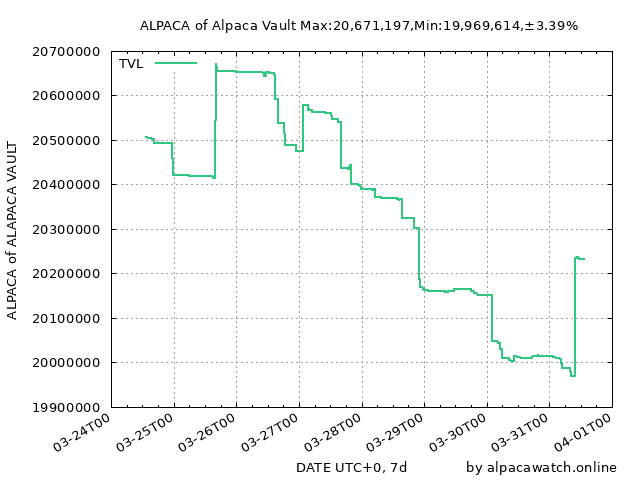 ALPACA of Alpaca Vault Max:20,671,197,Min:19,969,614,±3.39%
TVL
20700000
20600000
20500000
20400000
20300000
20200000
20100000
20000000
19900000
ALPACA of ALAPACA VAULT
03-24T00
03-25T00
03-26T00
03-27T00
03-28T00
03-29T00
03-30T00
03-31T00
04-01T00
DATE UTC+0, 7d
by alpacawatch.online